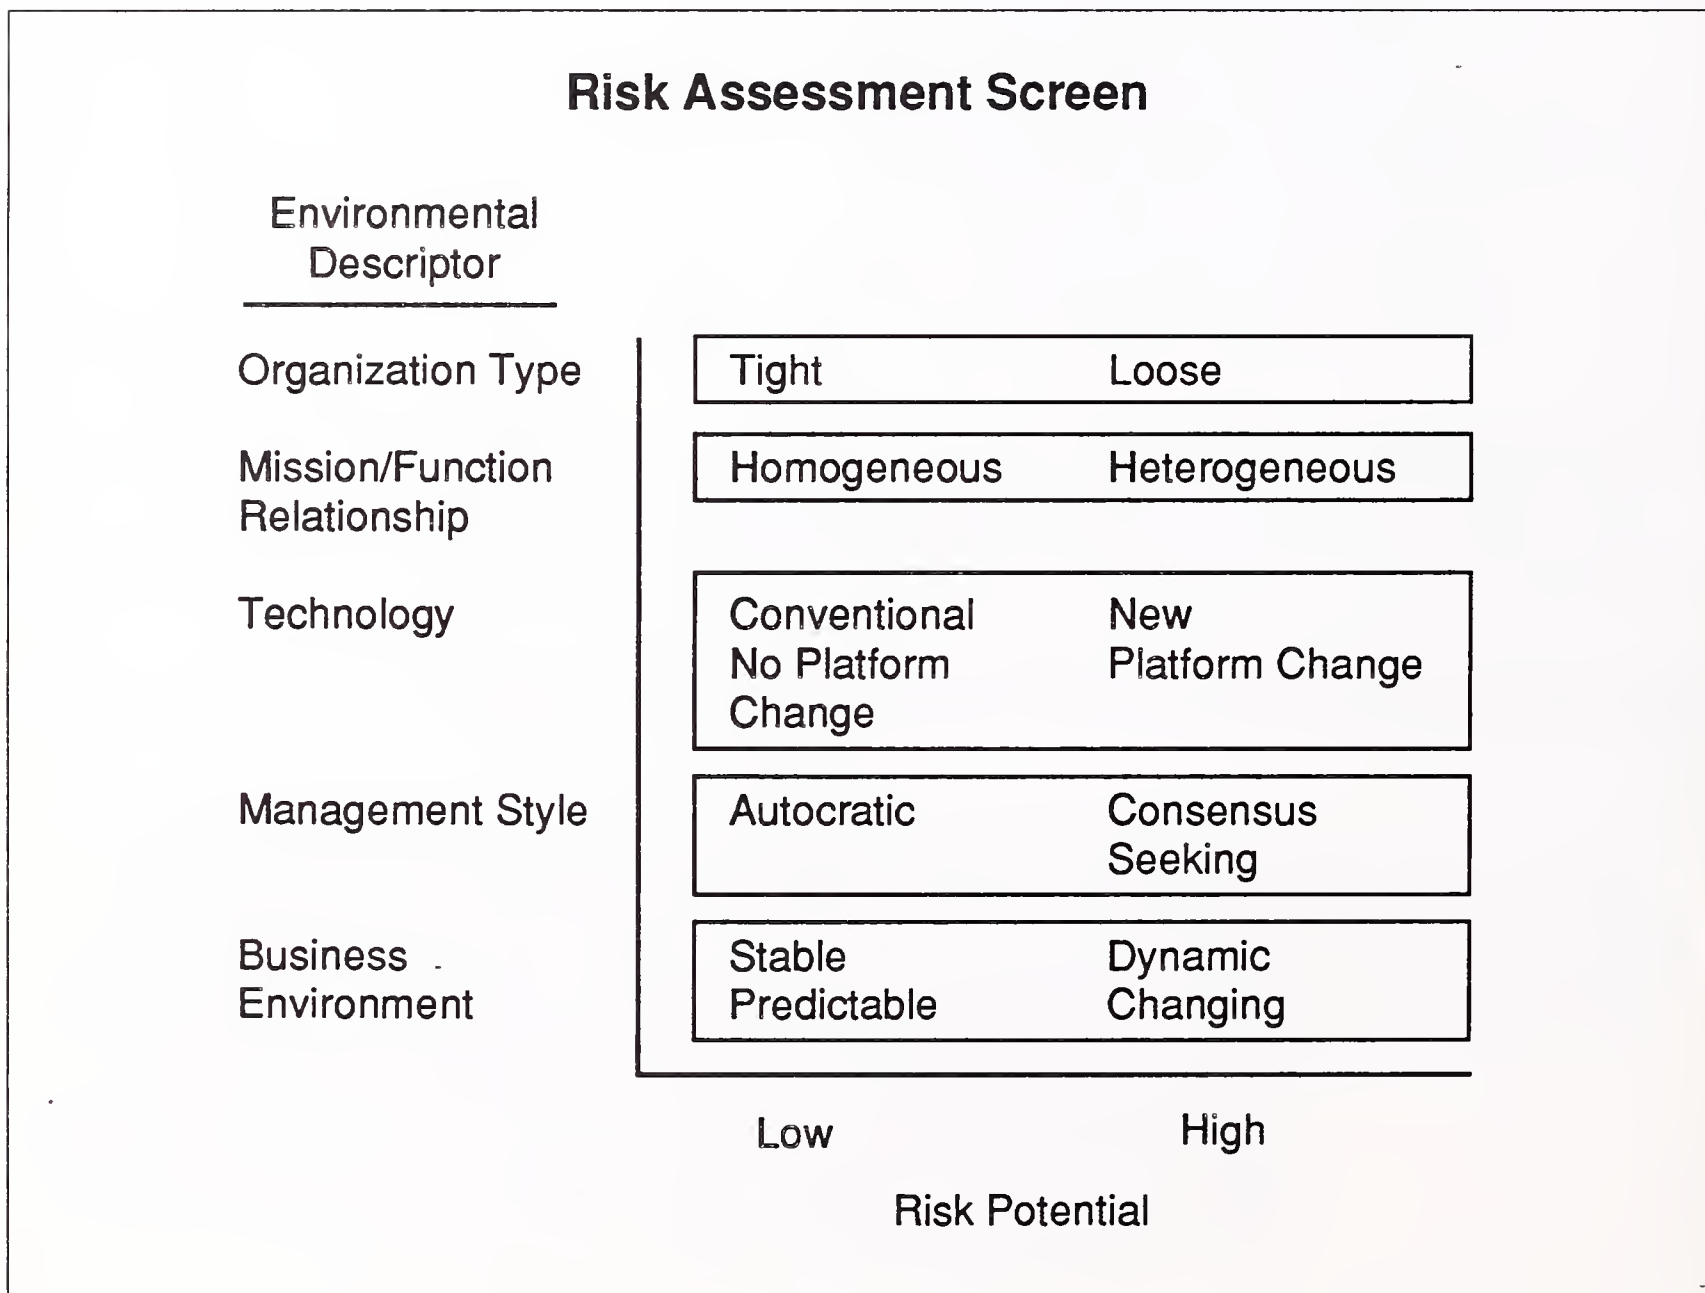 Risk Assessment Screen
Environmental
Descriptor
Organization Type
Tight
Loose
Mission/Function
Relationship
Homogeneous
Heterogeneous
Technology
Conventional
No Platform
Change
New
Platform Change
Management Style
Autocratic
Consensus
Seeking
Business
Environment
Stable
Predictable
Dynamic
Changing
Low
High
Risk Potential